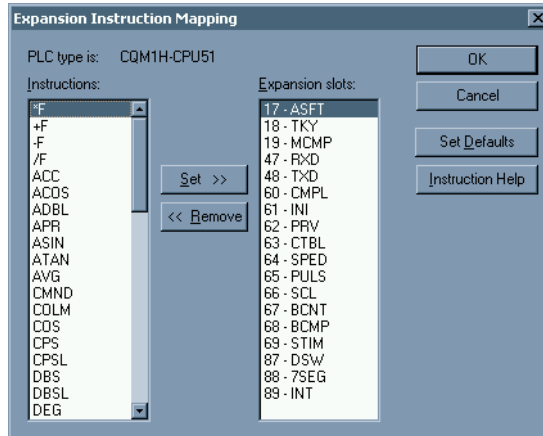 Expansion Instruction Mapping
PLC type is: CQM1H-CPU51
Instructions:
*F
+F
-F
/F
ACC
ACOS
ADBL
APR
ASIN
ATAN
AVG
CMND
COLM
COS
CPS
CPSL
DBS
DBSL
DEG
Set >>
<< Remove
Expansion slots:
17 - ASFT
18 - TKY
19 - MCMP
47 - RXD
48 - TXD
60 - CMPL
61 - INI
62 - PRV
63 - CTBL
64 - SPED
65 - PULS
66 - SCL
67 - BCNT
68 - BCMP
69 - STIM
87 - DSW
88 - 7SEG
89 - INT
OK
Cancel
Set Defaults
Instruction Help